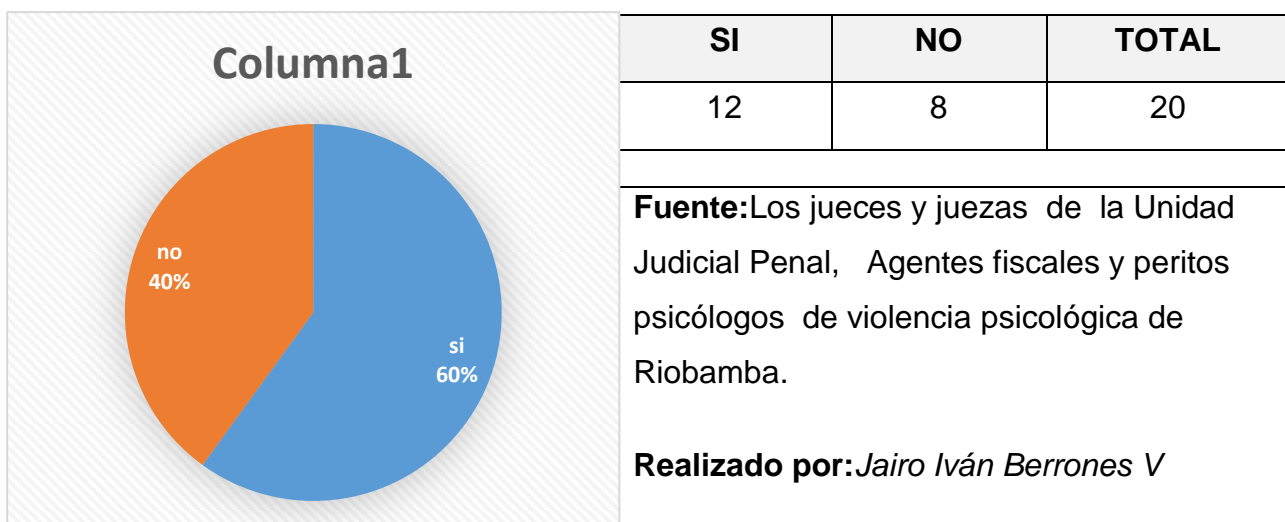 Columna1
no
40%
si
60%
SI NO TOTAL
12 8 20
Fuente:Los jueces y juezas de la Unidad
Judicial Penal, Agentes fiscales y peritos
psicólogos de violencia psicológica de
Riobamba.
Realizado por:Jairo Iván Berrones V